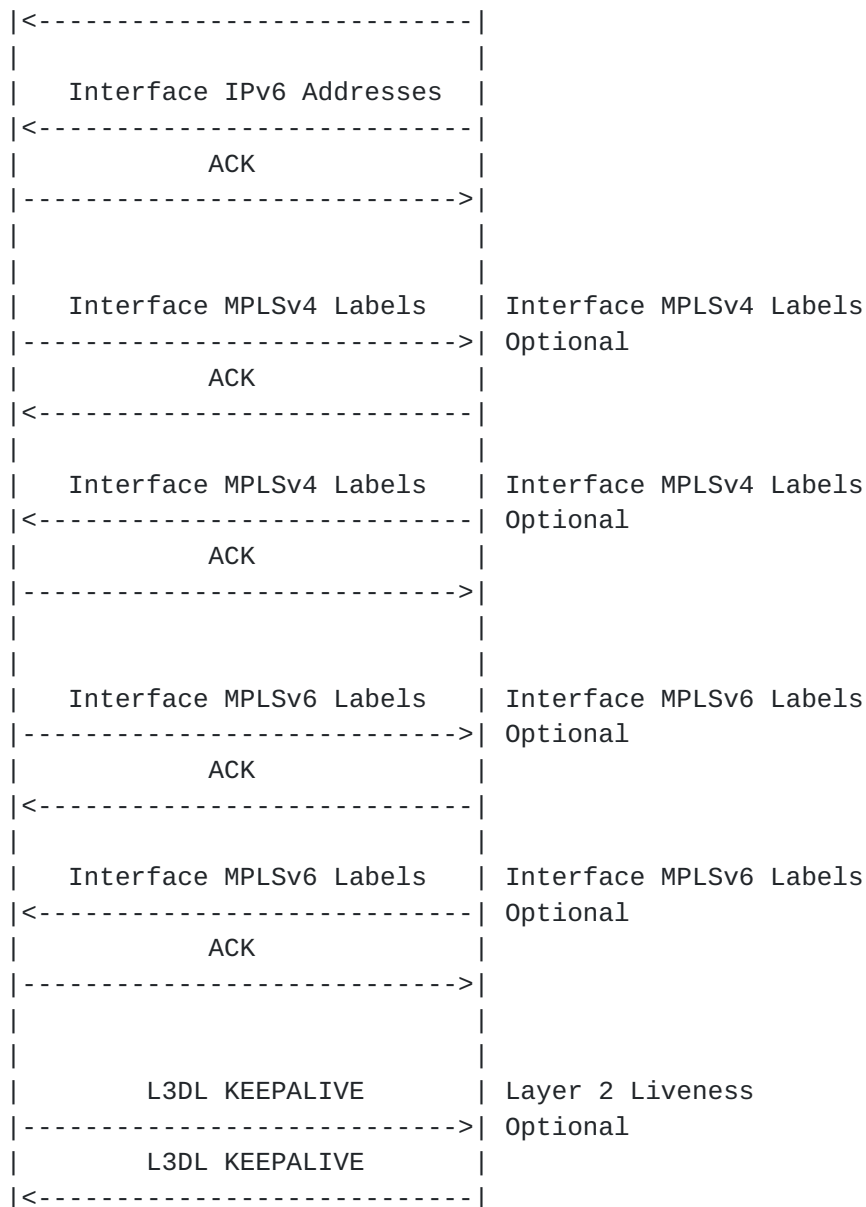 |<----------------------------|
|                             |
|   Interface IPv6 Addresses  |
|<----------------------------|
|            ACK              |
|---------------------------->|
|                             |
|                             |
|   Interface MPLSv4 Labels   | Interface MPLSv4 Labels
|---------------------------->| Optional
|            ACK              |
|<----------------------------|
|                             |
|   Interface MPLSv4 Labels   | Interface MPLSv4 Labels
|<----------------------------| Optional
|            ACK              |
|---------------------------->|
|                             |
|                             |
|   Interface MPLSv6 Labels   | Interface MPLSv6 Labels
|---------------------------->| Optional
|            ACK              |
|<----------------------------|
|                             |
|   Interface MPLSv6 Labels   | Interface MPLSv6 Labels
|<----------------------------| Optional
|            ACK              |
|---------------------------->|
|                             |
|                             |
|        L3DL KEEPALIVE       | Layer 2 Liveness
|---------------------------->| Optional
|        L3DL KEEPALIVE       |
|<----------------------------|